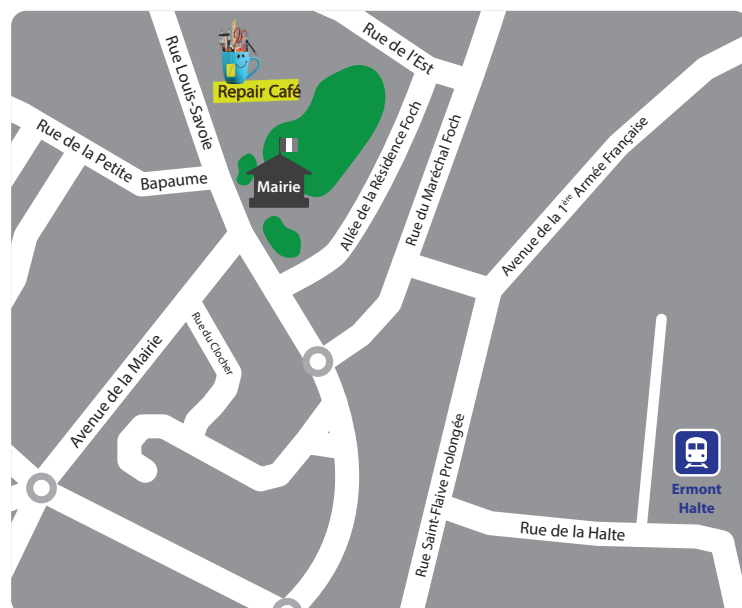 Rue de l'Est
Rue Louis-Savoie
Repair Café
Rue de la Petite
Bapaume
Mairie
Allée de la Résidence Foch
Rue du Maréchal Foch
Avenue de la 1ère Armée Française
Rue du Clocher
Avenue de la Mairie
Rue Saint-Flaive Prolongée
Ermont
Halte
Rue de la Halte